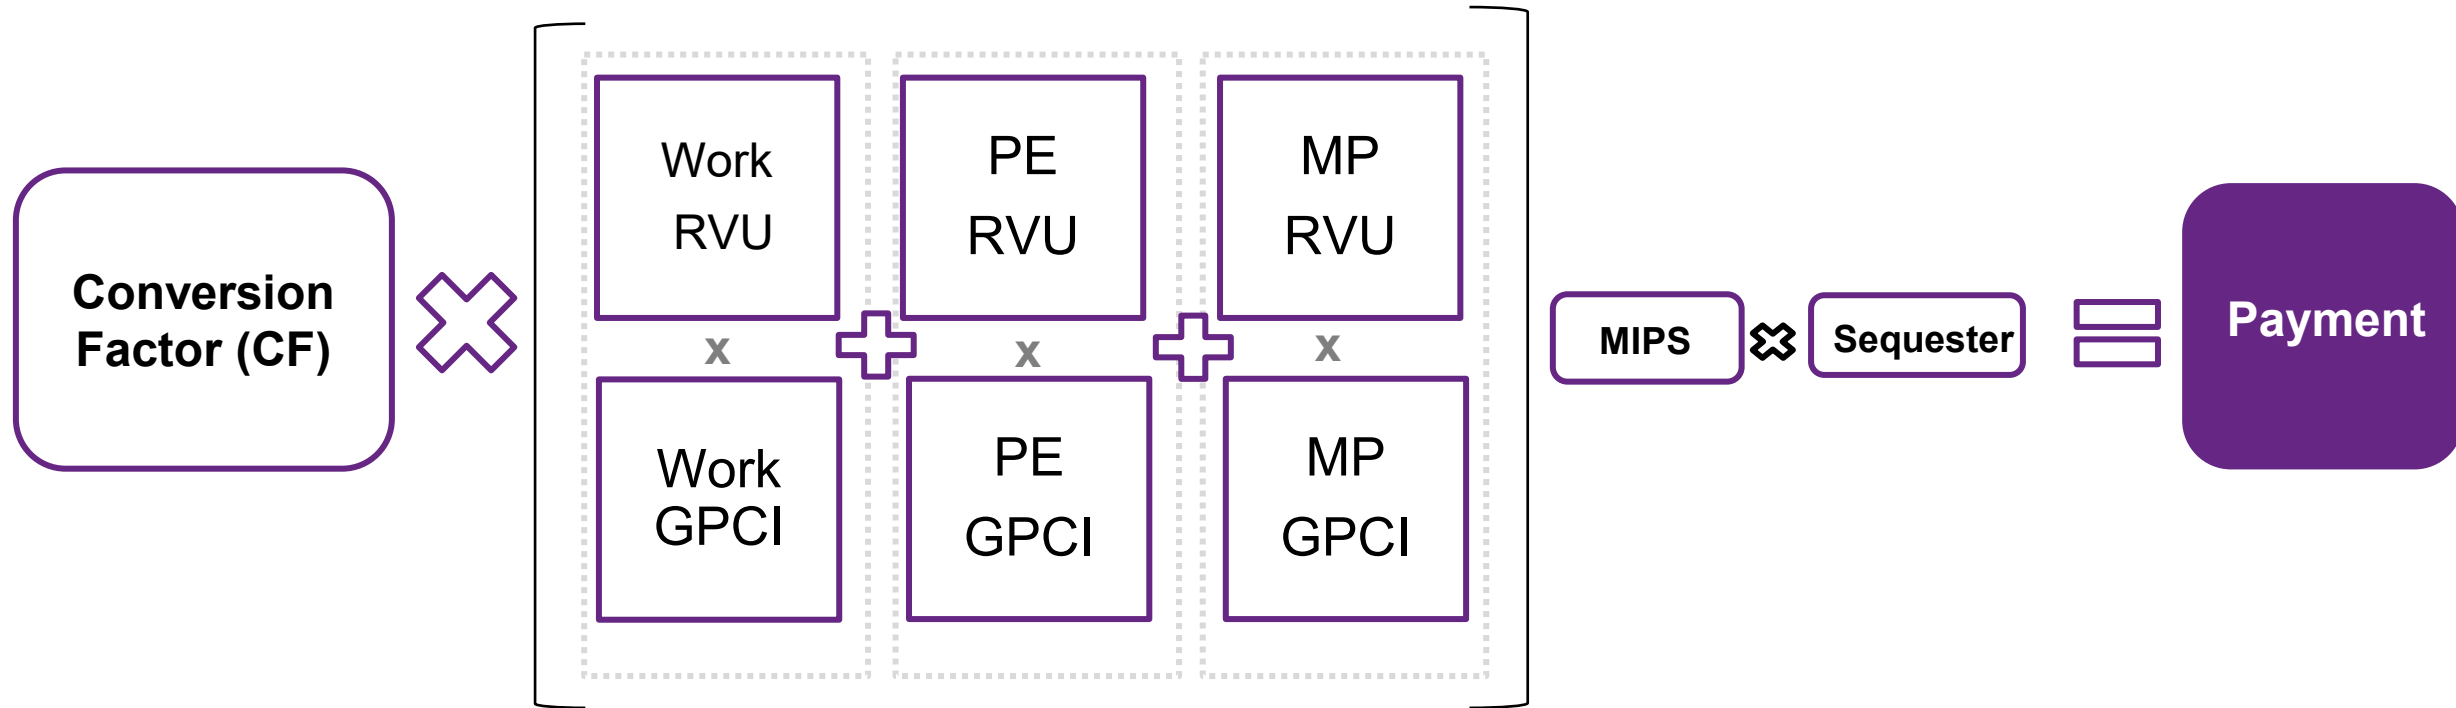 Conversion
Factor (CF)
Work
RVU
x
Work
GPCI
PE
RVU
x
PE
GPCI
MP
RVU
x
MP
GPCI
MIPS
Sequester
Payment